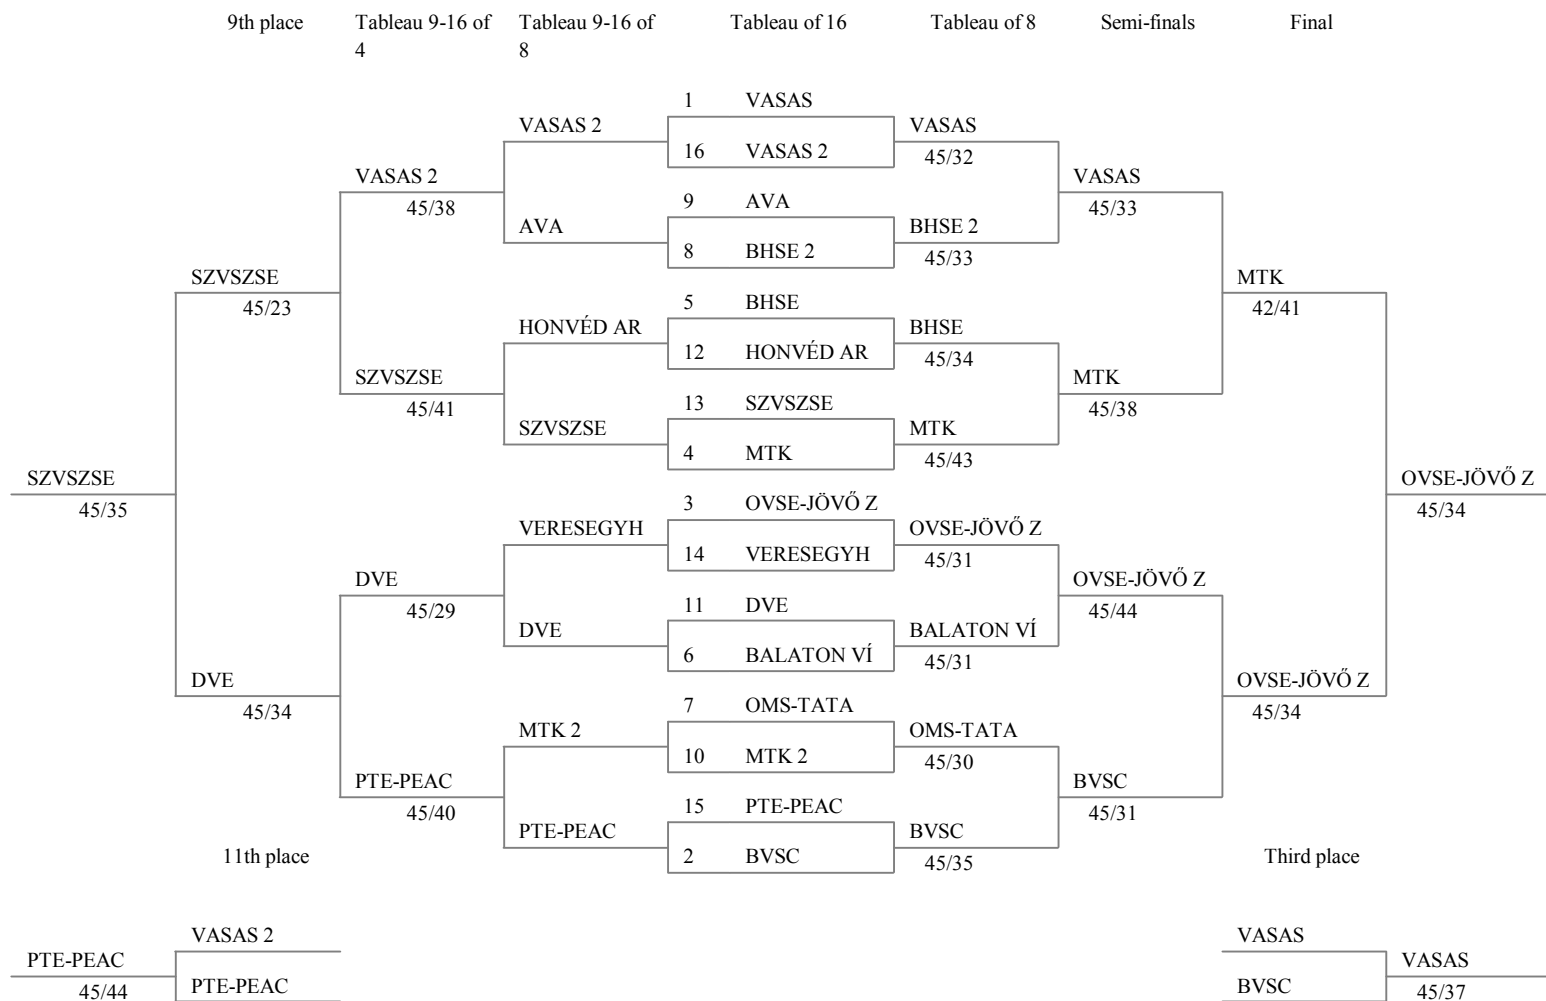 9th place Tableau 9-16 of Tableau 9-16 of Tableau of 16 Tableau of 8 Semi-finals Final
4 8
1 VASAS
VASAS 2 VASAS
16 VASAS 2 45/32
VASAS 2 VASAS
45/38 9 AVA 45/33
AVA BHSE 2
8 BHSE 2 45/33
SZVSZSE MTK
45/23 5 BHSE 42/41
HONVÉD AR BHSE
12 HONVÉD AR 45/34
SZVSZSE MTK
45/41 13 SZVSZSE 45/38
SZVSZSE MTK
4 MTK 45/43
SZVSZSE OVSE-JÖVŐ Z
45/35 3 OVSE-JÖVŐ Z 45/34
VERESEGYH OVSE-JÖVŐ Z
14 VERESEGYH 45/31
DVE OVSE-JÖVŐ Z
45/29 11 DVE 45/44
DVE BALATON VÍ
6 BALATON VÍ 45/31
DVE OVSE-JÖVŐ Z
45/34 7 OMS-TATA 45/34
MTK 2 OMS-TATA
10 MTK 2 45/30
PTE-PEAC BVSC
45/40 15 PTE-PEAC 45/31
PTE-PEAC BVSC
11th place 2 BVSC 45/35 Third place
VASAS 2 VASAS
PTE-PEAC VASAS
45/44 PTE-PEAC BVSC 45/37